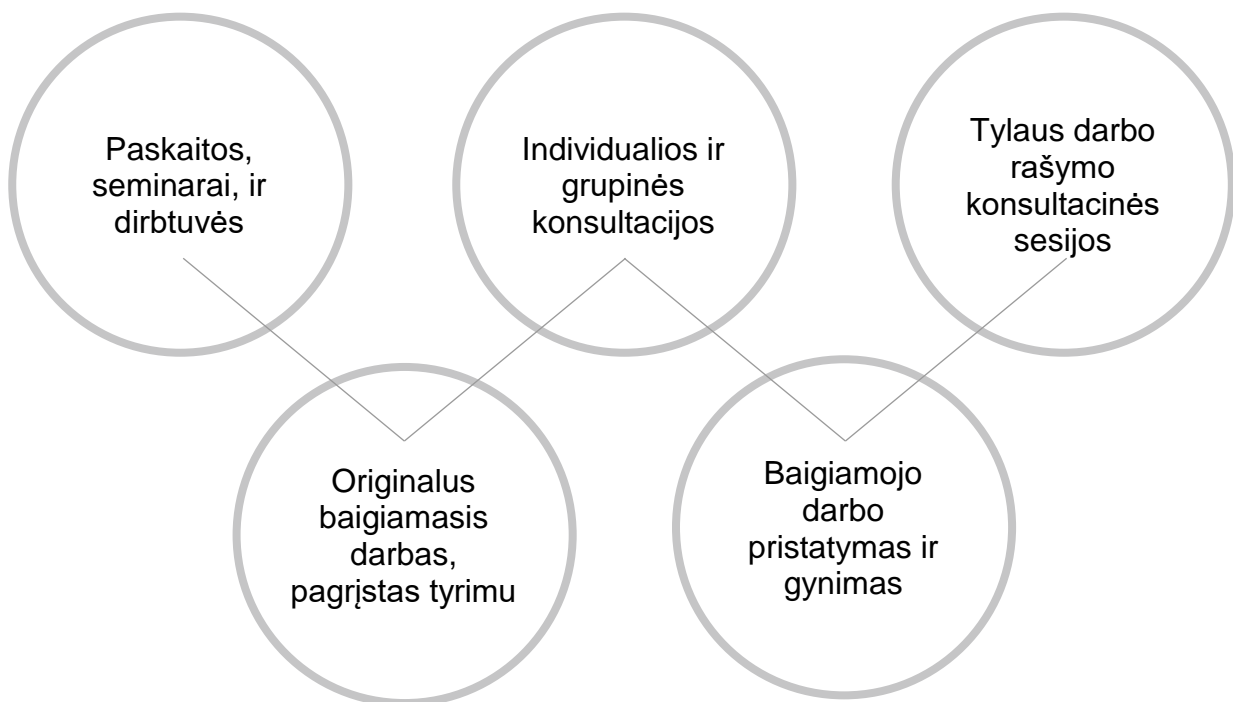 Paskaitos,
seminarai, ir
dirbtuvės
Individualios ir
grupinės
konsultacijos
Tylaus darbo
rašymo
konsultacinės
sesijos
Originalus
baigiamasis
darbas,
pagrįstas tyrimu
Baigiamojo
darbo
pristatymas ir
gynimas